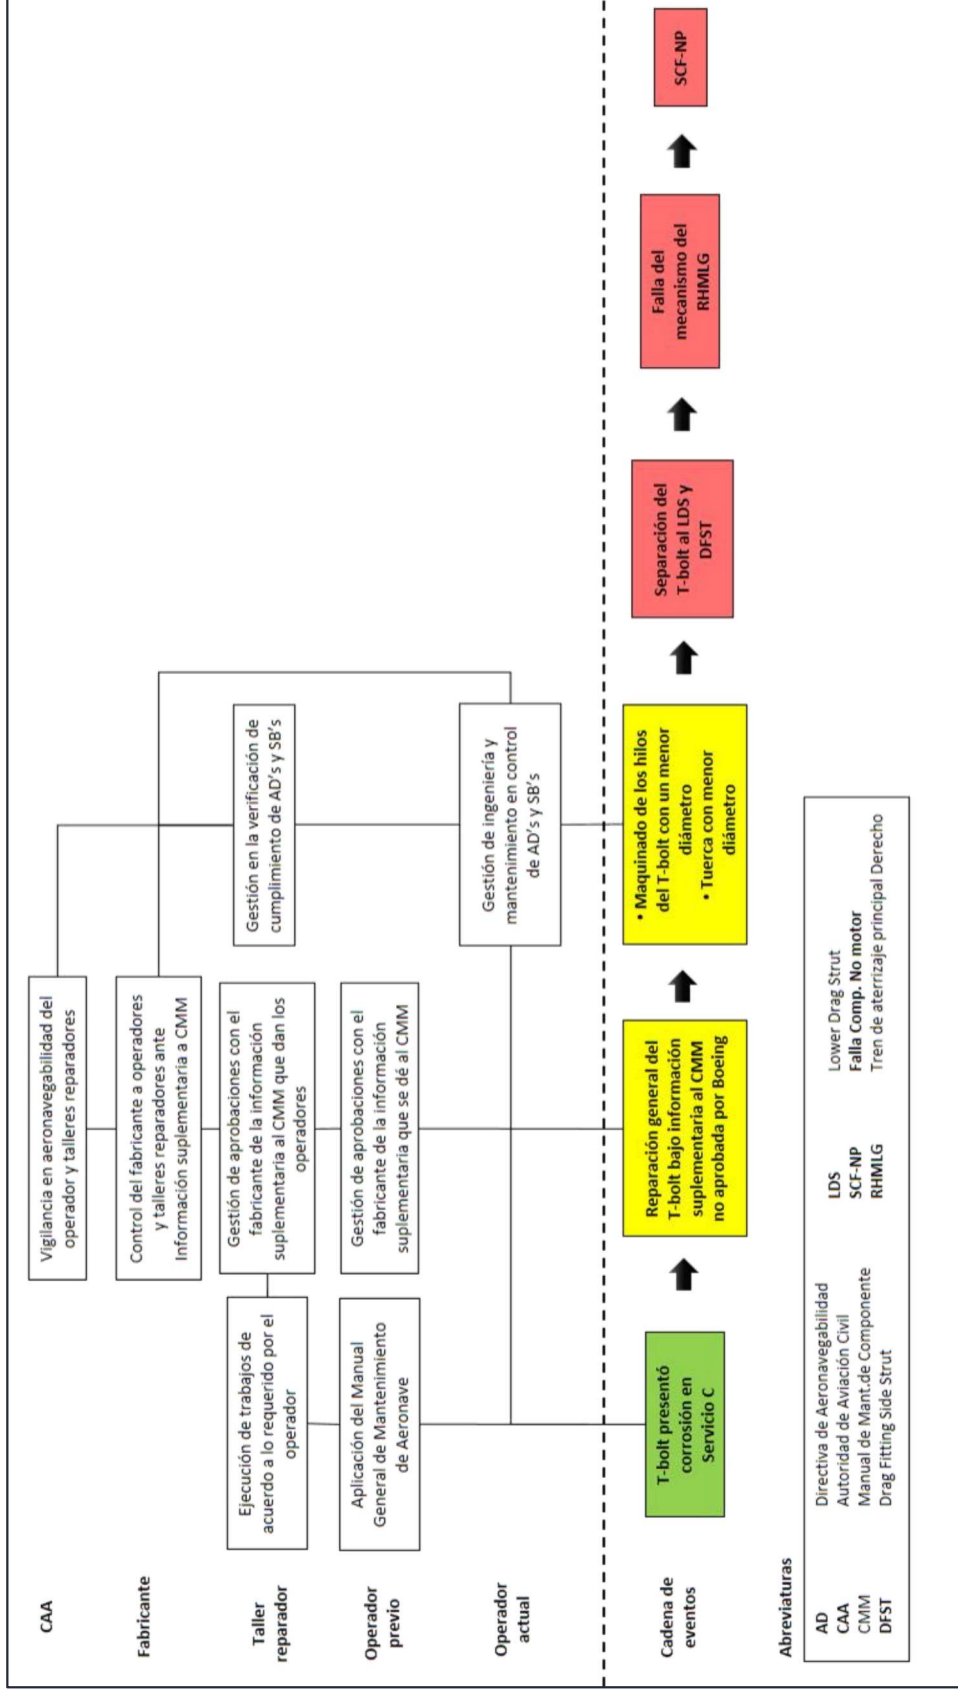 CAA
Vigilancia en aeronavegabilidad del
operador y talleres reparadores
Fabricante
Control del fabricante a operadores
y talleres reparadores ante
Información suplementaria a CMM
Taller
reparador
Ejecución de trabajos de
acuerdo a lo requerido por el
operador
Gestión de aprobaciones con el
fabricante de la información
suplementaria al CMM que dan los
operadores
Gestión en la verificación de
cumplimiento de AD's y SB's
Operador
previo
Aplicación del Manual
General de Mantenimiento
de Aeronave
Gestión de aprobaciones con el
fabricante de la información
suplementaria que se dé al CMM
Operador
actual
Gestión de ingeniería y
mantenimiento en control
de AD's y SB's
Cadena de
eventos
T-bolt presentó
corrosión en
Servicio C
Reparación general del
T-bolt bajo información
suplementaria al CMM
no aprobada por Boeing
• Maquinado de los hilos
del T-bolt con un menor
diámetro
• Tuerca con menor
diámetro
Separación del
T-bolt al LDS y
DFST
Falla del
mecanismo del
RHMLG
SCF-NP
Abreviaturas
AD Directiva de Aeronavegabilidad LDS Lower Drag Strut
CAA Autoridad de Aviación Civil SCF-NP Falla Comp. No motor
CMM Manual de Mant.de Componente RHMLG Tren de aterrizaje principal Derecho
DFST Drag Fitting Side Strut